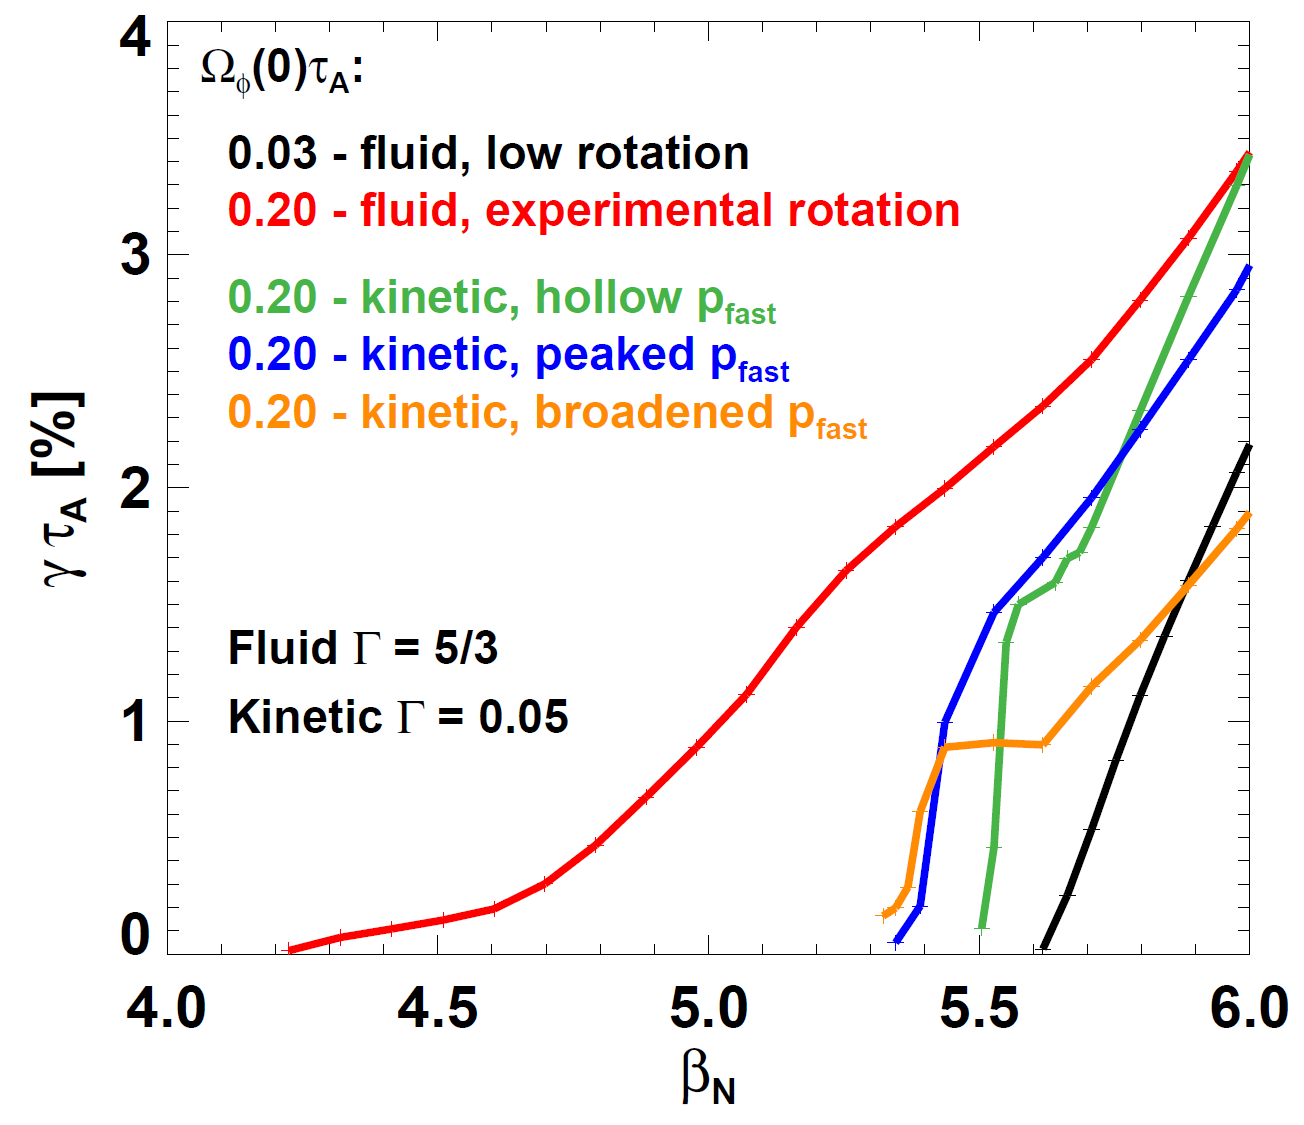 4
Ωϕ(0)τA:
0.03 - fluid, low rotation
0.20 - fluid, experimental rotation
3
0.20 - kinetic, hollow pfast
0.20 - kinetic, peaked pfast
0.20 - kinetic, broadened pfast
γ τA [%]
2
Fluid Γ = 5/3
1
Kinetic Γ = 0.05
0
4.0 4.5 5.0 5.5 6.0
βN